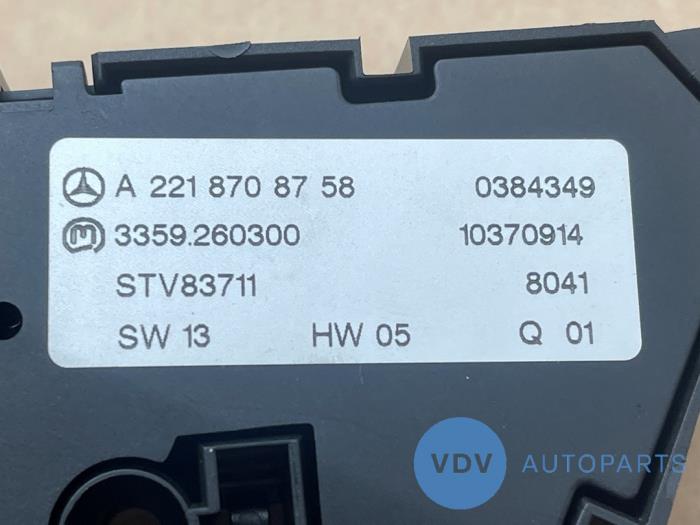 A 221 870 87 58 0384349
M 3359.260300 10370914
STV83711 8041
SW 13 HW 05 Q 01
VDV AUTOPARTS